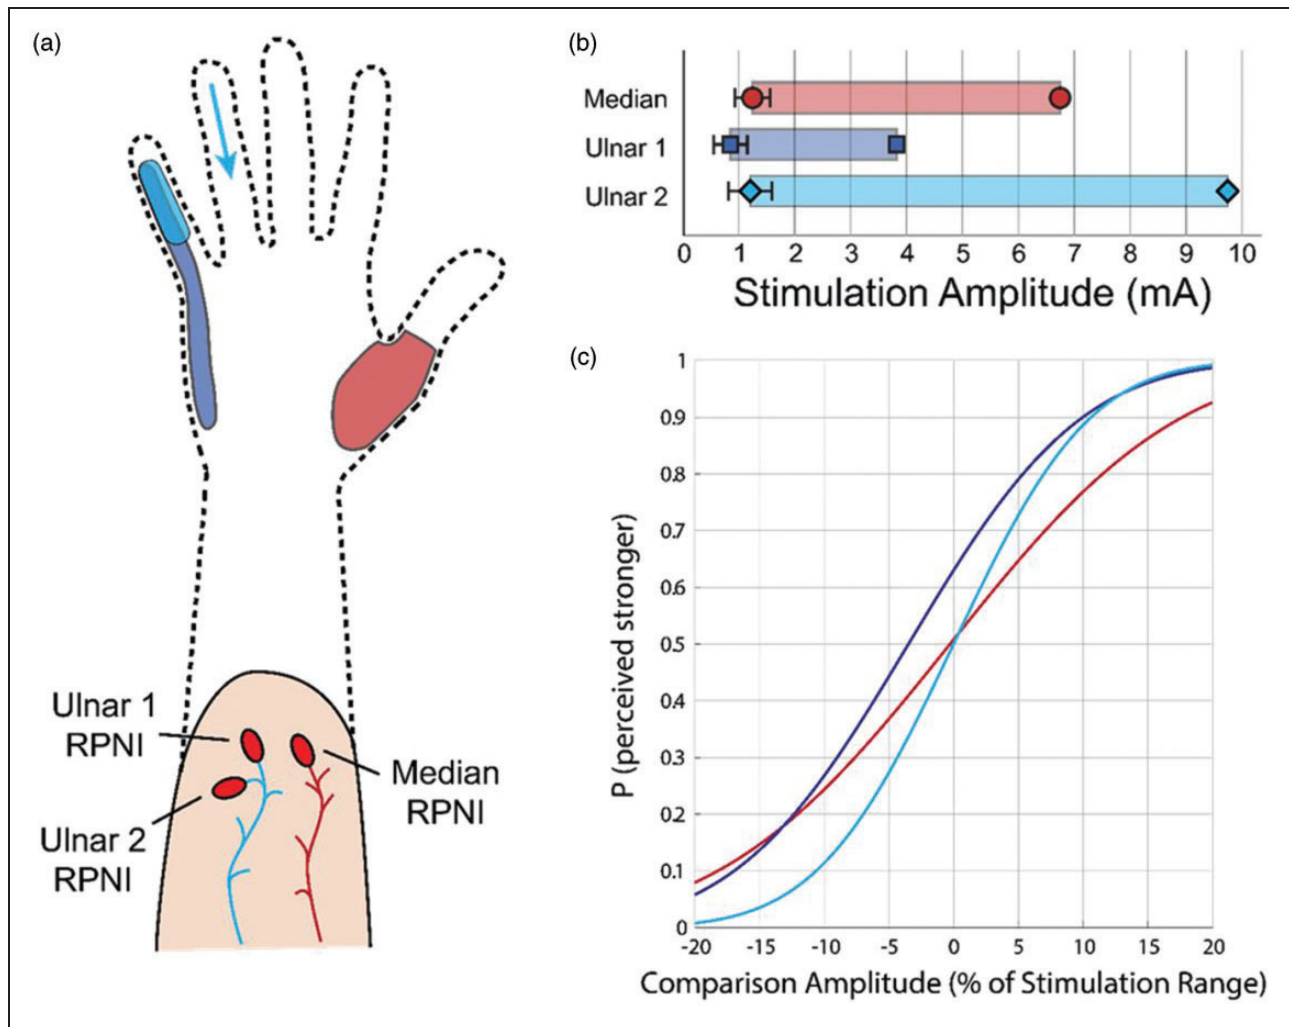 (a)
Ulnar 1
RPNI
Median
RPNI
Ulnar 2
RPNI
(b)
Median
Ulnar 1
Ulnar 2
0 1 2 3 4 5 6 7 8 9 10
Stimulation Amplitude (mA)
(c)
1
0.9
0.8
0.7
0.6
0.5
0.4
0.3
0.2
0.1
0
-20 -15 -10 -5 0 5 10 15 20
P (perceived stronger)
Comparison Amplitude (% of Stimulation Range)